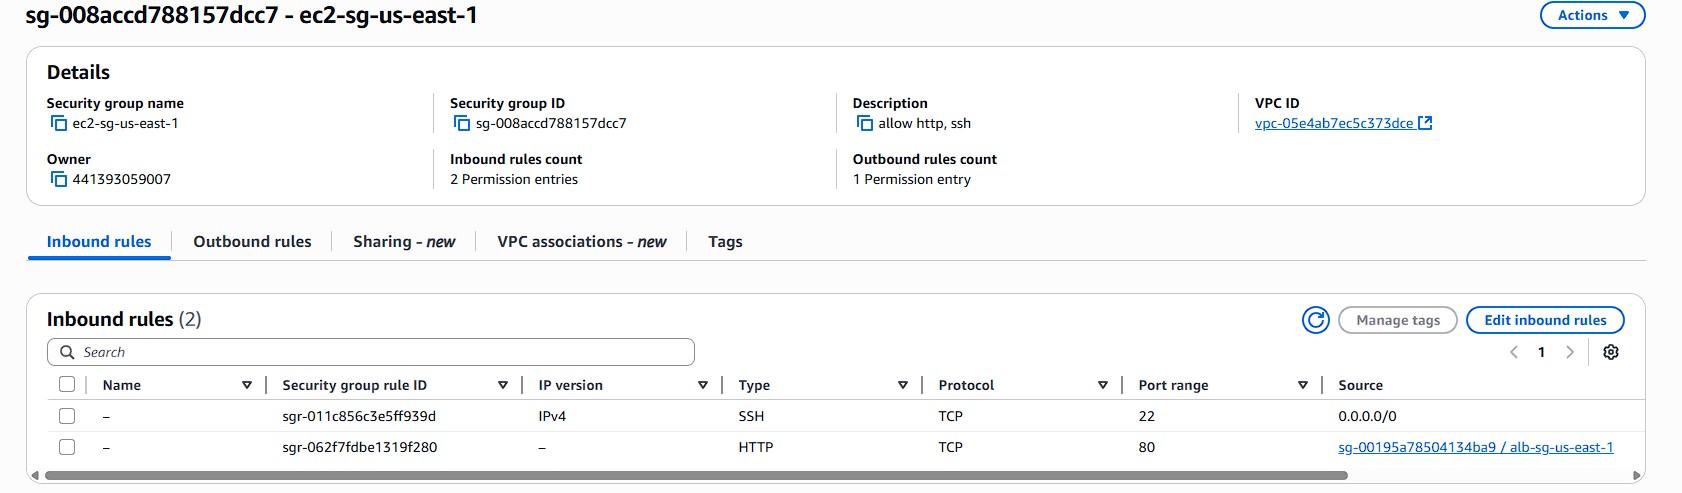 sg-008accd788157dcc7 - ec2-sg-us-east-1
Actions
Details
Security group name
ec2-sg-us-east-1
Security group ID
sg-008accd788157dcc7
Description
allow http, ssh
VPC ID
vpc-05e4ab7ec5c373dce
Owner
441393059007
Inbound rules count
2 Permission entries
Outbound rules count
1 Permission entry
Inbound rules Outbound rules Sharing - new VPC associations - new Tags
Inbound rules (2)
Manage tags Edit inbound rules
Search
1
Name Security group rule ID IP version Type Protocol Port range Source
– sgr-011c856c3e5ff939d IPv4 SSH TCP 22 0.0.0.0/0
– sgr-062f7fdbe1319f280 – HTTP TCP 80 sg-00195a78504134ba9 / alb-sg-us-east-1